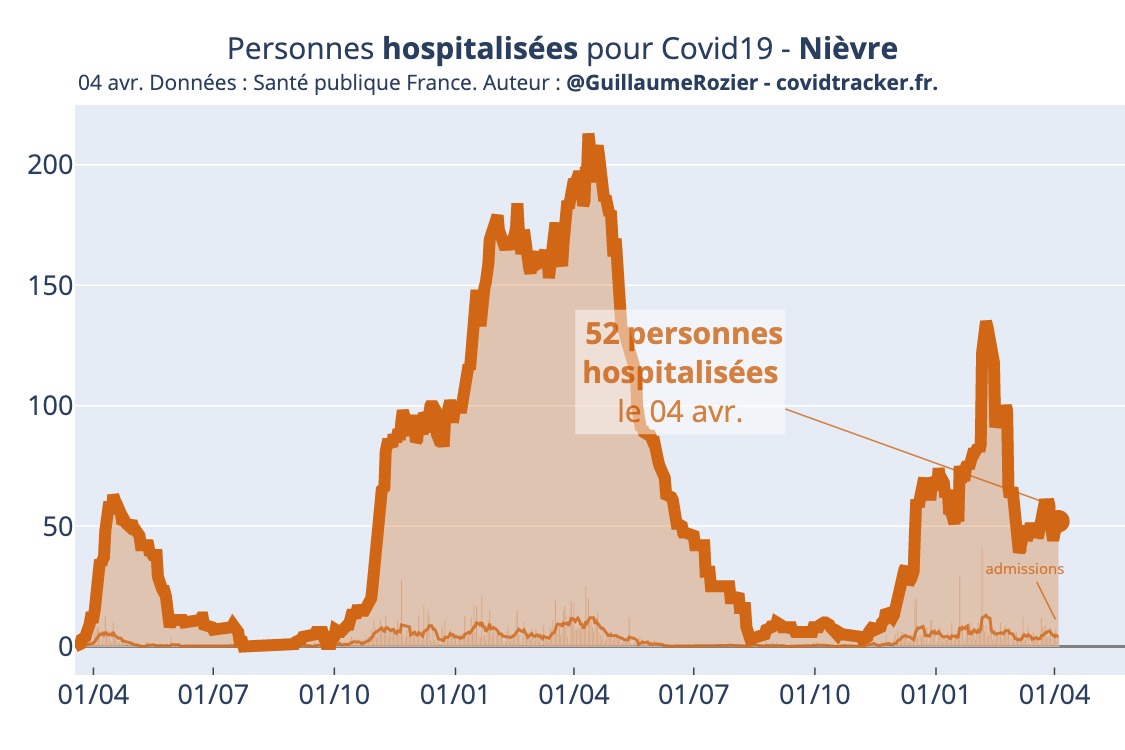 Personnes hospitalisées pour Covid19 - Nièvre
04 avr. Données : Santé publique France. Auteur : @GuillaumeRozier - covidtracker.fr.
200
150
100
50
0
52 personnes
hospitalisées
le 04 avr.
admissions
01/04 01/07 01/10 01/01 01/04 01/07 01/10 01/01 01/04